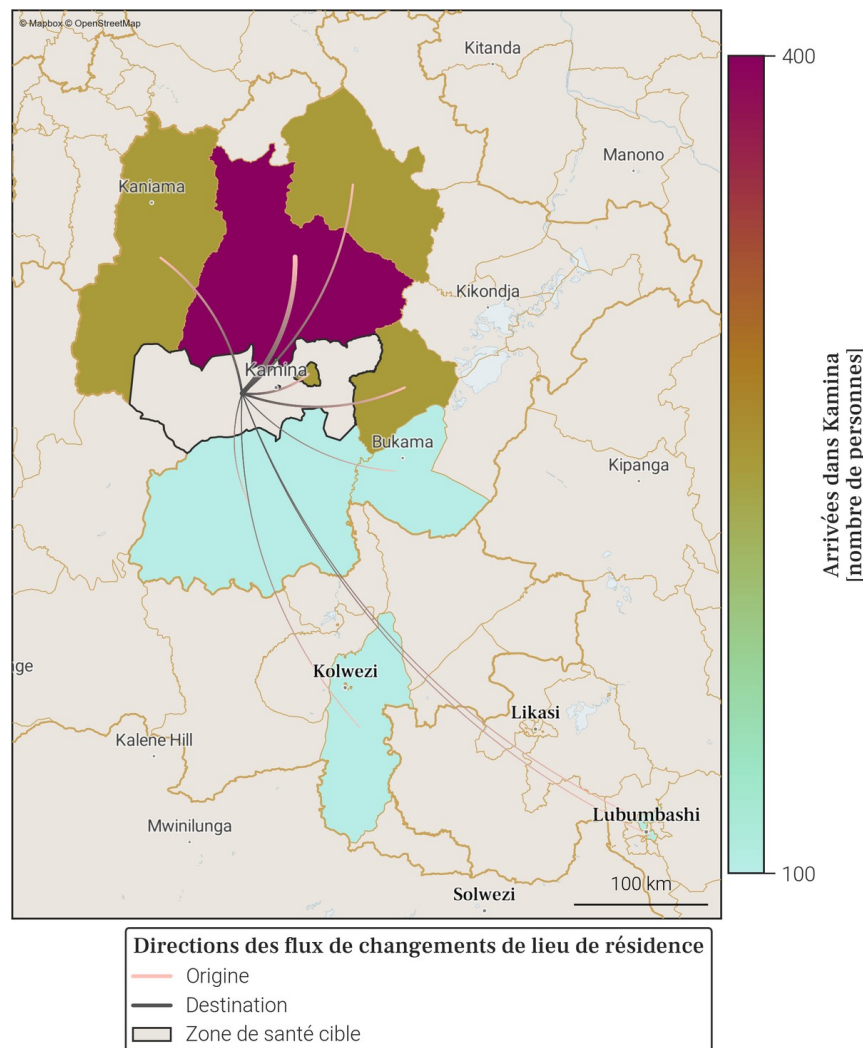 © Mapbox © OpenStreetMap
Kitanda
400
Manono
Kaniama
Kikondja
Kamina
Bukama
Kipanga
Arrivées dans Kamina
[nombre de personnes]
ge
Kolwezi
Likasi
Kalene Hill
Lubumbashi
Mwinilunga
100
100 km
Solwezi
Directions des flux de changements de lieu de résidence
Origine
Destination
Zone de santé cible